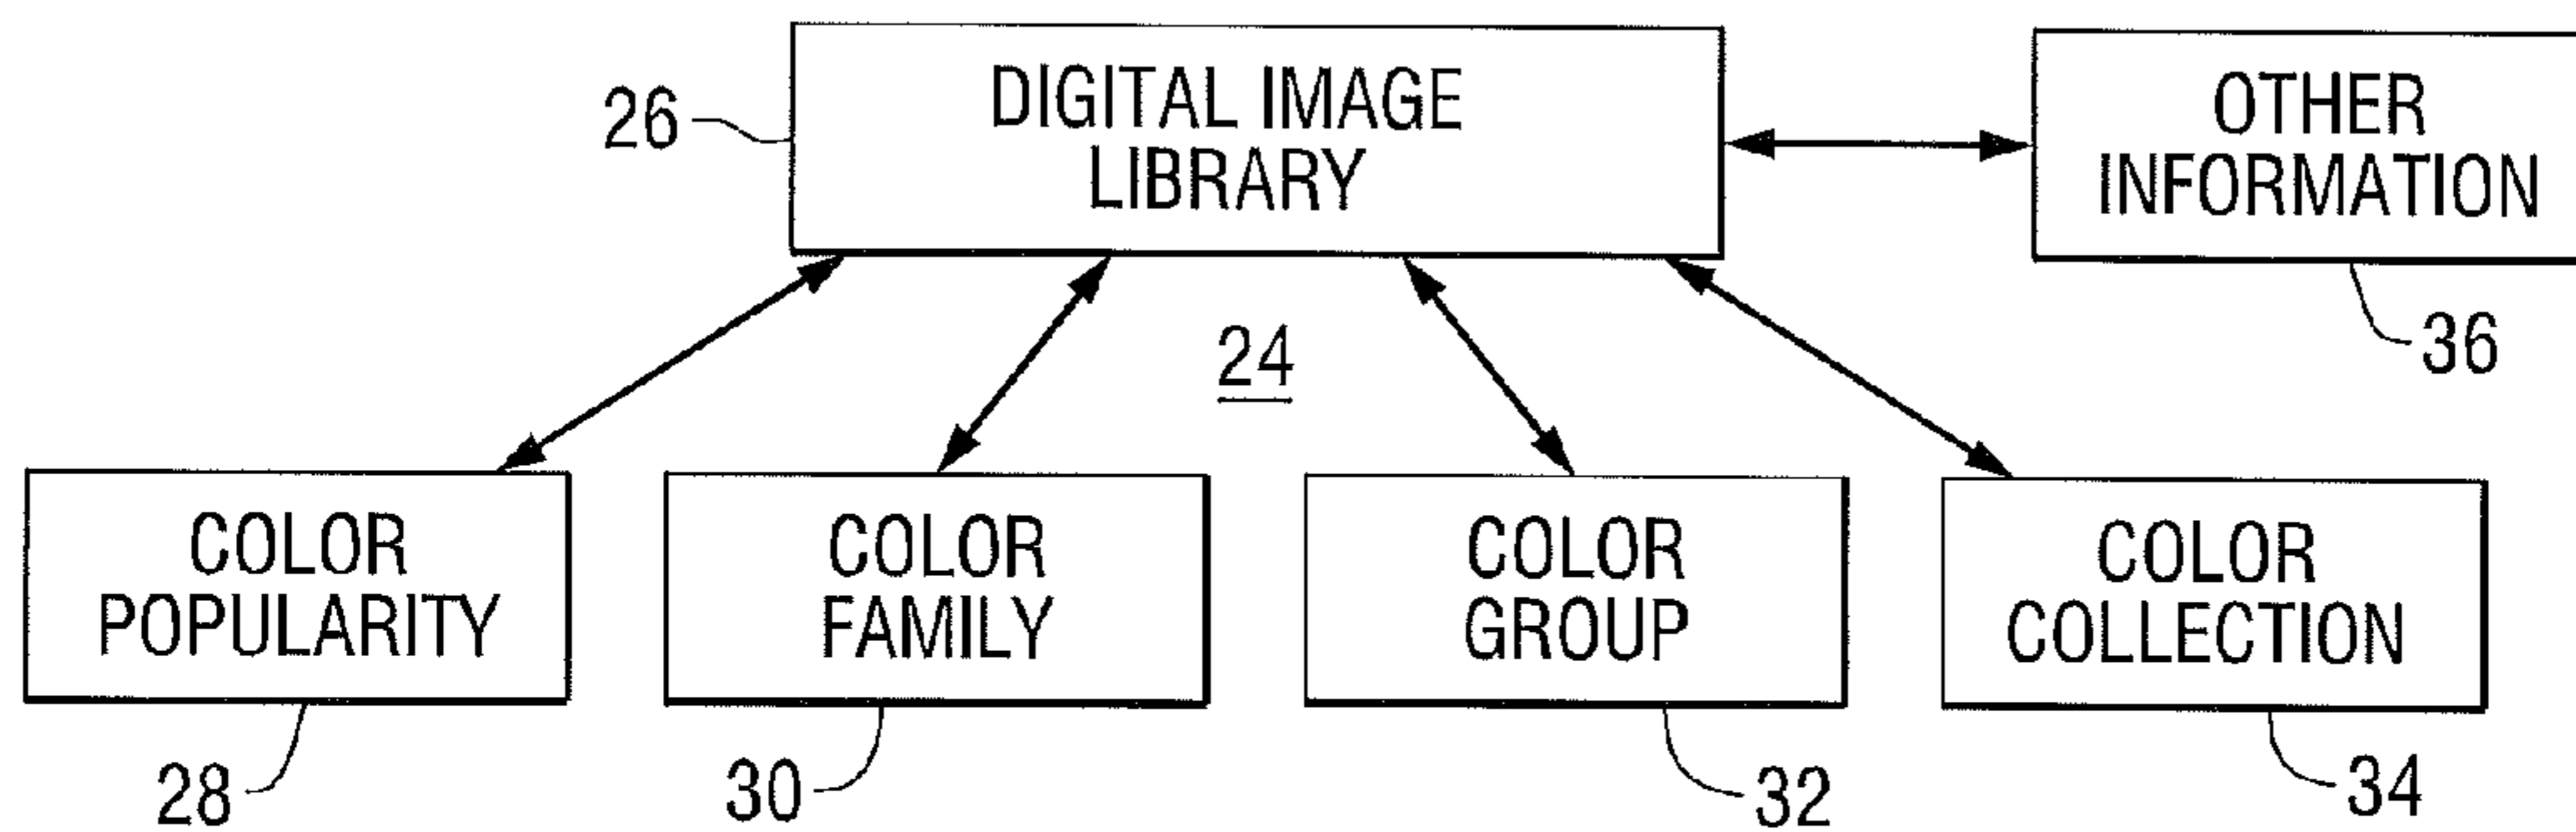 DIGITAL IMAGE
LIBRARY
26
OTHER
INFORMATION
36
24
COLOR
POPULARITY
28
COLOR
FAMILY
30
COLOR
GROUP
32
COLOR
COLLECTION
34